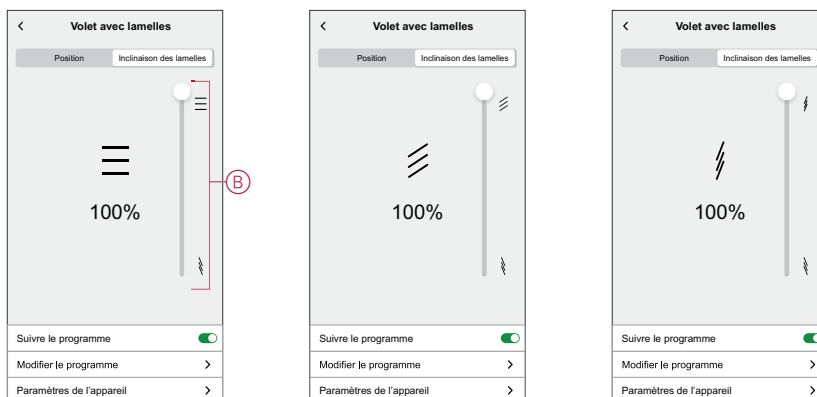 Volet avec lamelles
Position Inclinaison des lamelles
B
100%
Suivre le programme
Modifier le programme
Paramètres de l'appareil
Volet avec lamelles
Position Inclinaison des lamelles
100%
Suivre le programme
Modifier le programme
Paramètres de l'appareil
Volet avec lamelles
Position Inclinaison des lamelles
100%
Suivre le programme
Modifier le programme
Paramètres de l'appareil